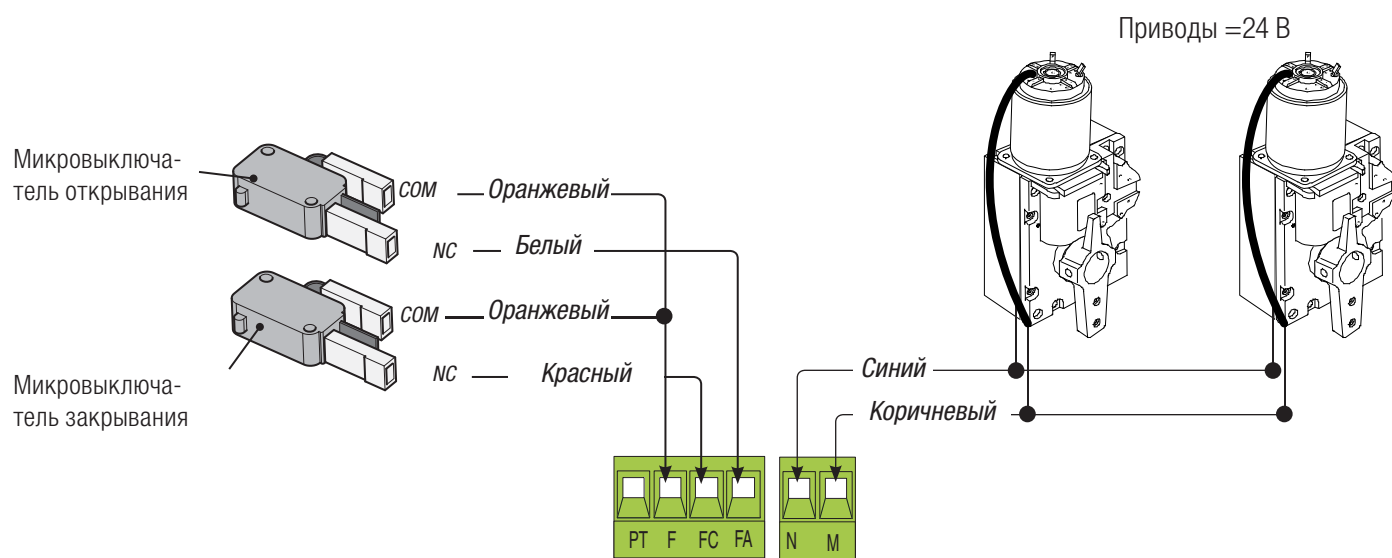 Приводы =24 В
Микровыключа-
тель открывания
COM
Оранжевый
NC
Белый
COM
Оранжевый
NC
Красный
Микровыключа-
тель закрывания
Синий
Коричневый
PT F FC FA N M